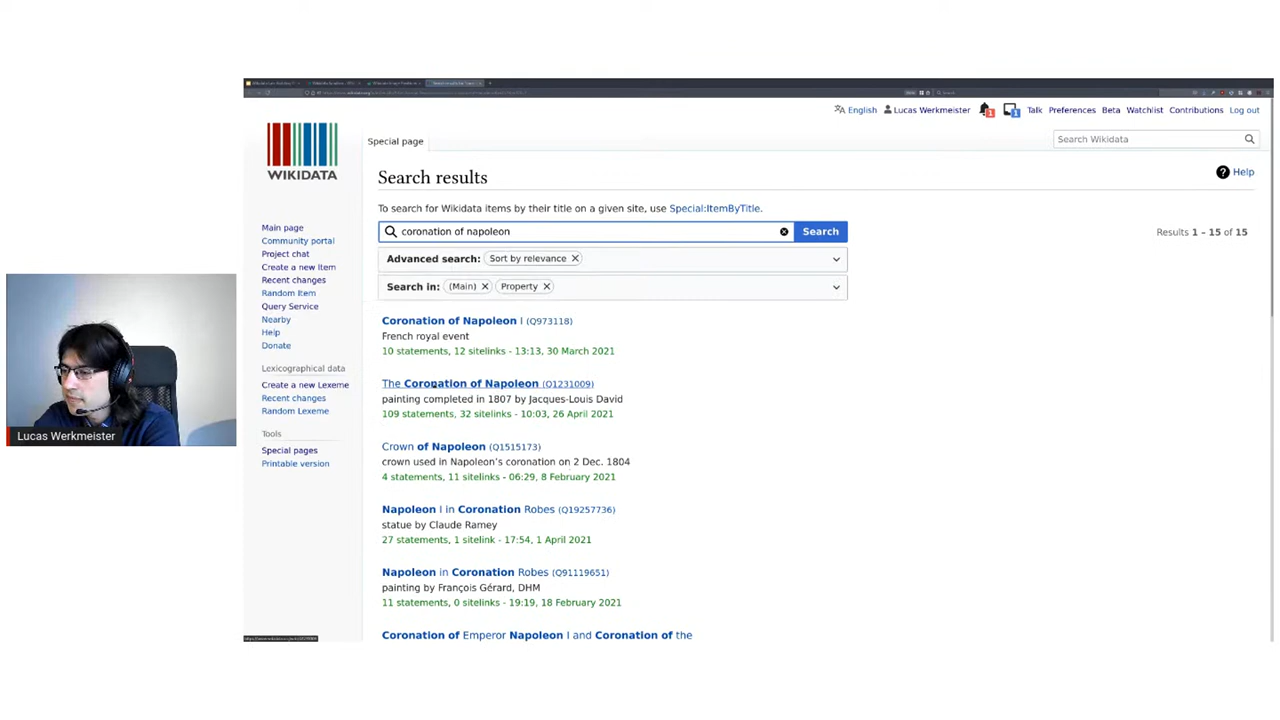 English Lucas Werkmeister 1 1 Talk Preferences Beta Watchlist Contributions Log out
Special page
Search Wikidata
WIKIDATA
Search results
Help
To search for Wikidata items by their title on a given site, use Special:ItemByTitle.
coronation of napoleon
Search
Results 1 – 15 of 15
Advanced search: Sort by relevance
Search in: (Main) Property
Main page
Community portal
Project chat
Create a new Item
Recent changes
Random Item
Query Service
Nearby
Help
Donate
Lexicographical data
Create a new Lexeme
Recent changes
Random Lexeme
Tools
Special pages
Printable version
Coronation of Napoleon I (Q973118)
French royal event
10 statements, 12 sitelinks - 13:13, 30 March 2021
The Coronation of Napoleon (Q1231009)
painting completed in 1807 by Jacques-Louis David
109 statements, 32 sitelinks - 10:03, 26 April 2021
Crown of Napoleon (Q1515173)
crown used in Napoleon’s coronation on 2 Dec. 1804
4 statements, 11 sitelinks - 06:29, 8 February 2021
Napoleon I in Coronation Robes (Q19257736)
statue by Claude Ramey
27 statements, 1 sitelink - 17:54, 1 April 2021
Napoleon in Coronation Robes (Q91119651)
painting by François Gérard, DHM
11 statements, 0 sitelinks - 19:19, 18 February 2021
Coronation of Emperor Napoleon I and Coronation of the
Lucas Werkmeister